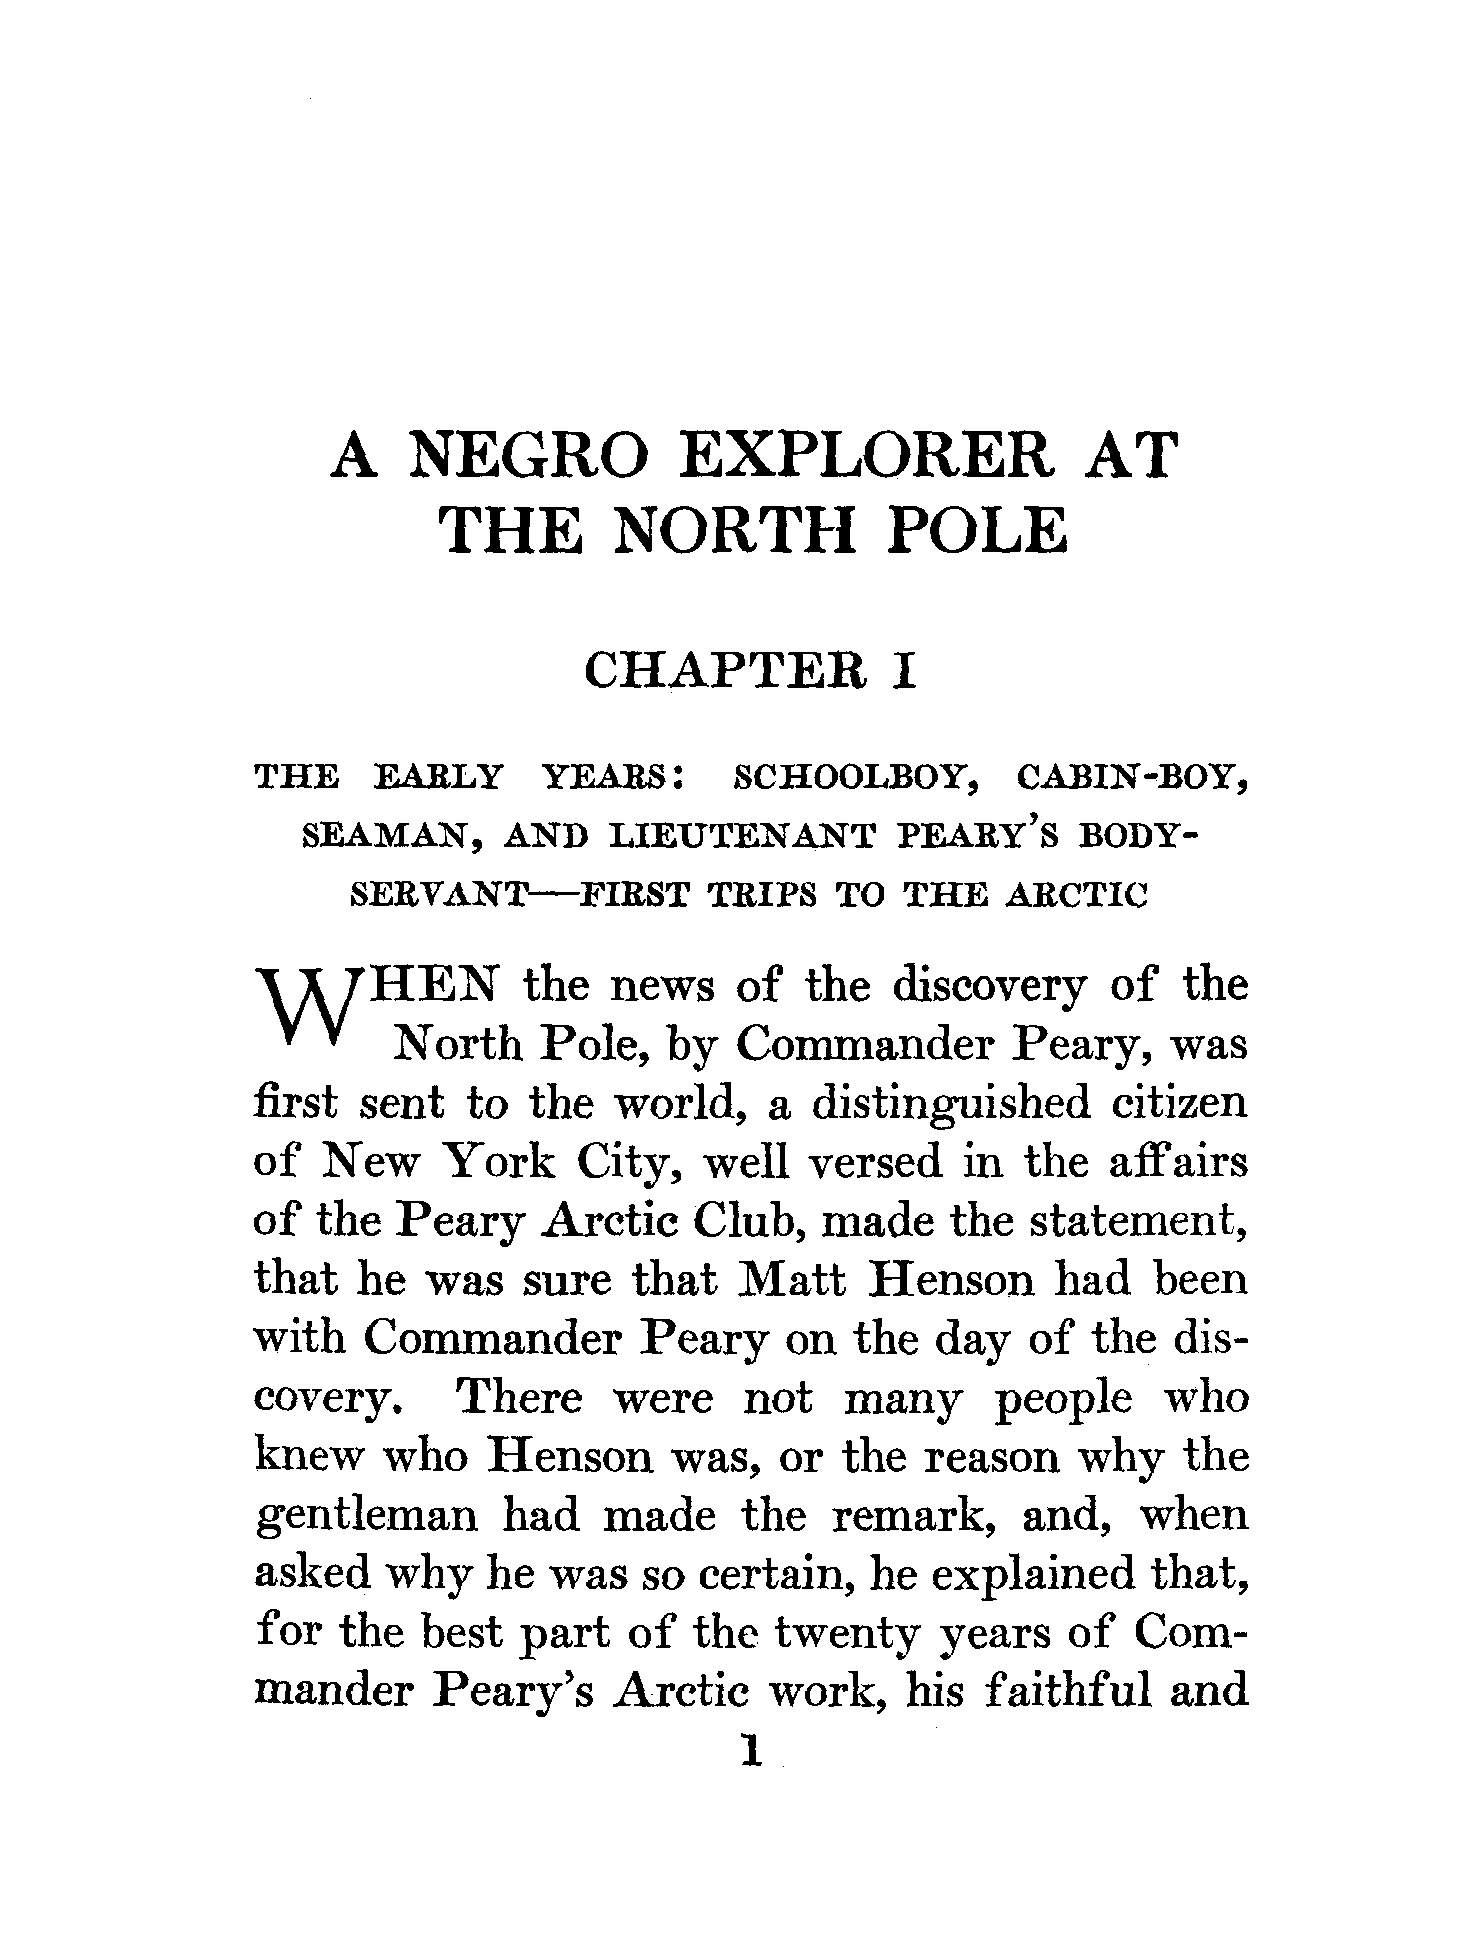 A NEGRO EXPLORER AT
THE NORTH POLE
CHAPTER I
THE EARLY YEARS: SCHOOLBOY, CABIN-BOY,
SEAMAN, AND LIEUTENANT PEARY'S BODY-
SERVANT—FIRST TRIPS TO THE ARCTIC
WHEN the news of the discovery of the
North Pole, by Commander Peary, was
first sent to the world, a distinguished citizen
of New York City, well versed in the affairs
of the Peary Arctic Club, made the statement,
that he was sure that Matt Henson had been
with Commander Peary on the day of the dis-
covery. There were not many people who
knew who Henson was, or the reason why the
gentleman had made the remark, and, when
asked why he was so certain, he explained that,
for the best part of the twenty years of Com-
mander Peary's Arctic work, his faithful and
1